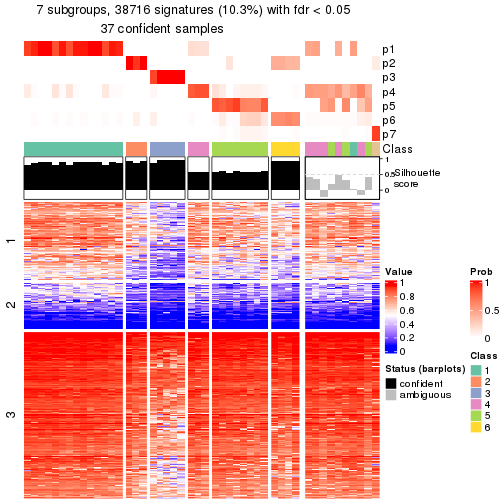 7 subgroups, 38716 signatures (10.3%) with fdr < 0.05
37 confident samples
p1
p2
p3
p4
p5
p6
p7
Class
1
0.5
0
Silhouette
score
1
2
3
Value
1
0.8
0.6
0.4
0.2
0
Status (barplots)
confident
ambiguous
Prob
1
0.5
0
Class
1
2
3
4
5
6